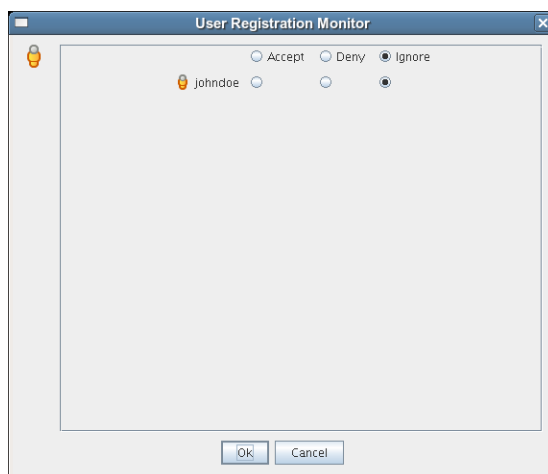 User Registration Monitor
Accept Deny Ignore
johndoe
Ok Cancel